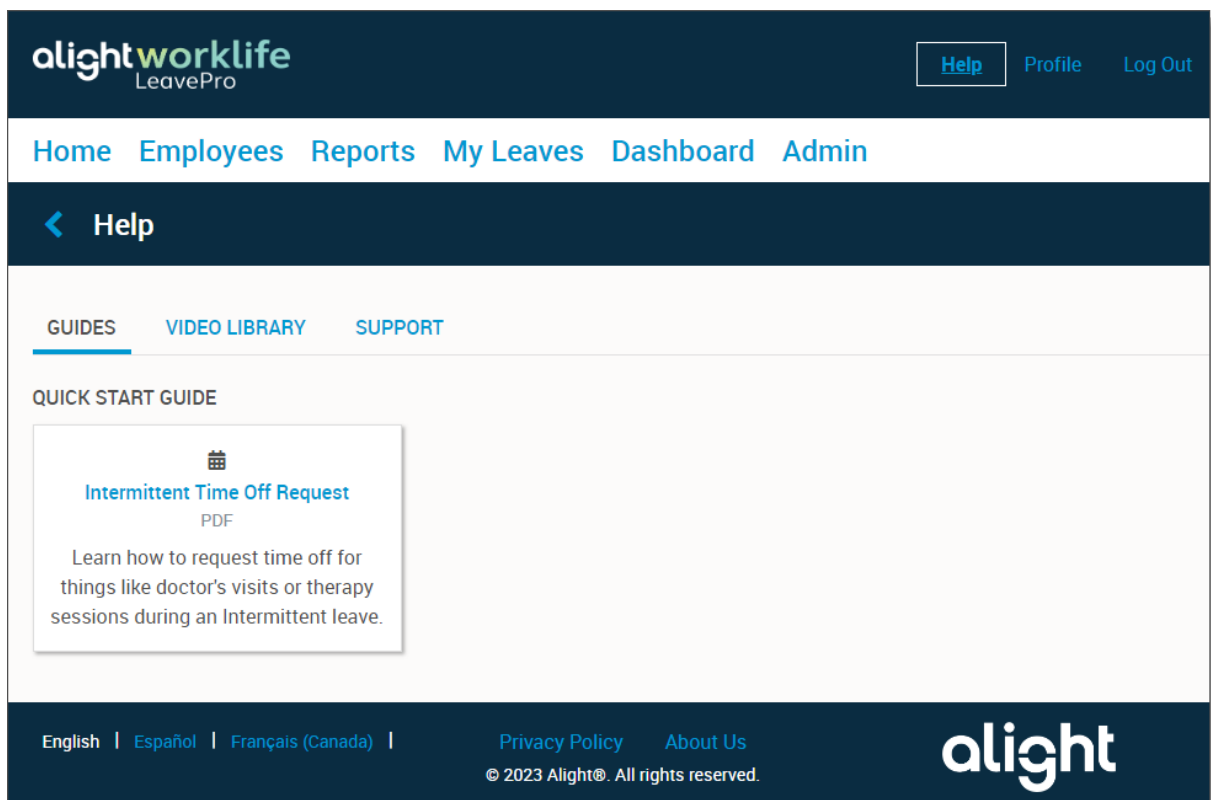 alight worklife
LeavePro
Help Profile Log Out
Home Employees Reports My Leaves Dashboard Admin
Help
GUIDES VIDEO LIBRARY SUPPORT
QUICK START GUIDE
Intermittent Time Off Request
PDF
Learn how to request time off for
things like doctor's visits or therapy
sessions during an Intermittent leave.
English | Español | Français (Canada) |
Privacy Policy About Us
© 2023 Alight®. All rights reserved.
alight